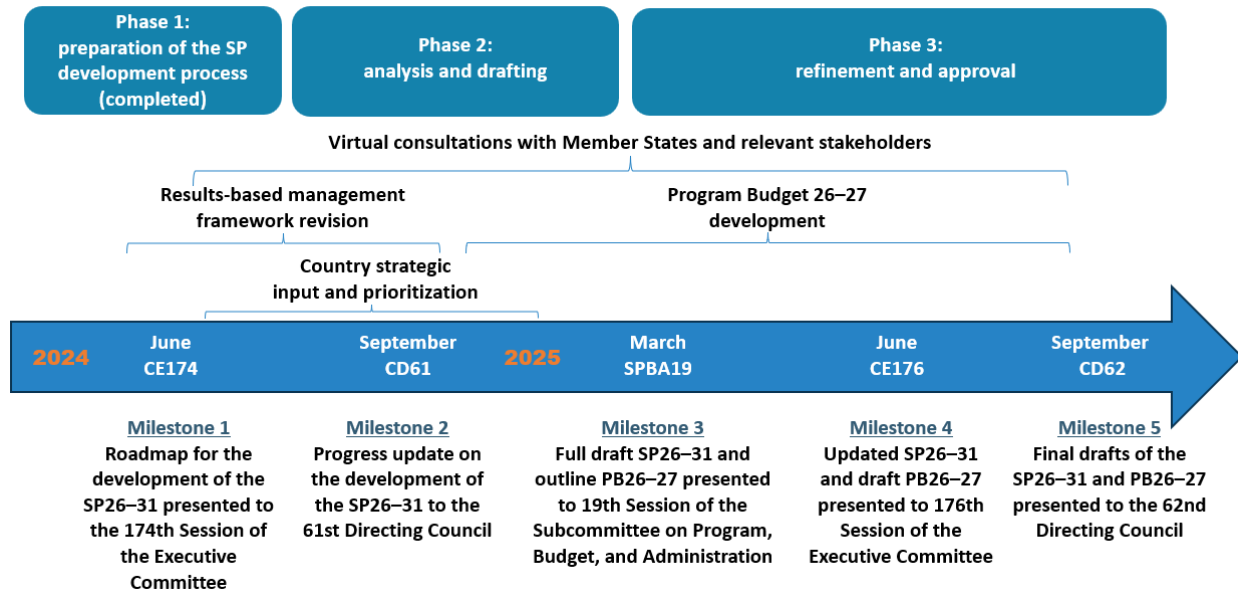 Phase 1:
preparation of the SP
development process
(completed)
Phase 2:
analysis and drafting
Phase 3:
refinement and approval
Virtual consultations with Member States and relevant stakeholders
Results-based management
framework revision
Program Budget 26–27
development
Country strategic
input and prioritization
2024
June
CE174
September
CD61
2025
March
SPBA19
June
CE176
September
CD62
Milestone 1
Roadmap for the
development of the
SP26–31 presented to
the 174th Session of
the Executive
Committee
Milestone 2
Progress update on
the development of
the SP26–31 to the
61st Directing Council
Milestone 3
Full draft SP26–31 and
outline PB26–27 presented
to 19th Session of the
Subcommittee on Program,
Budget, and Administration
Milestone 4
Updated SP26–31
and draft PB26–27
presented to 176th
Session of the
Executive Committee
Milestone 5
Final drafts of the
SP26–31 and PB26–27
presented to the 62nd
Directing Council